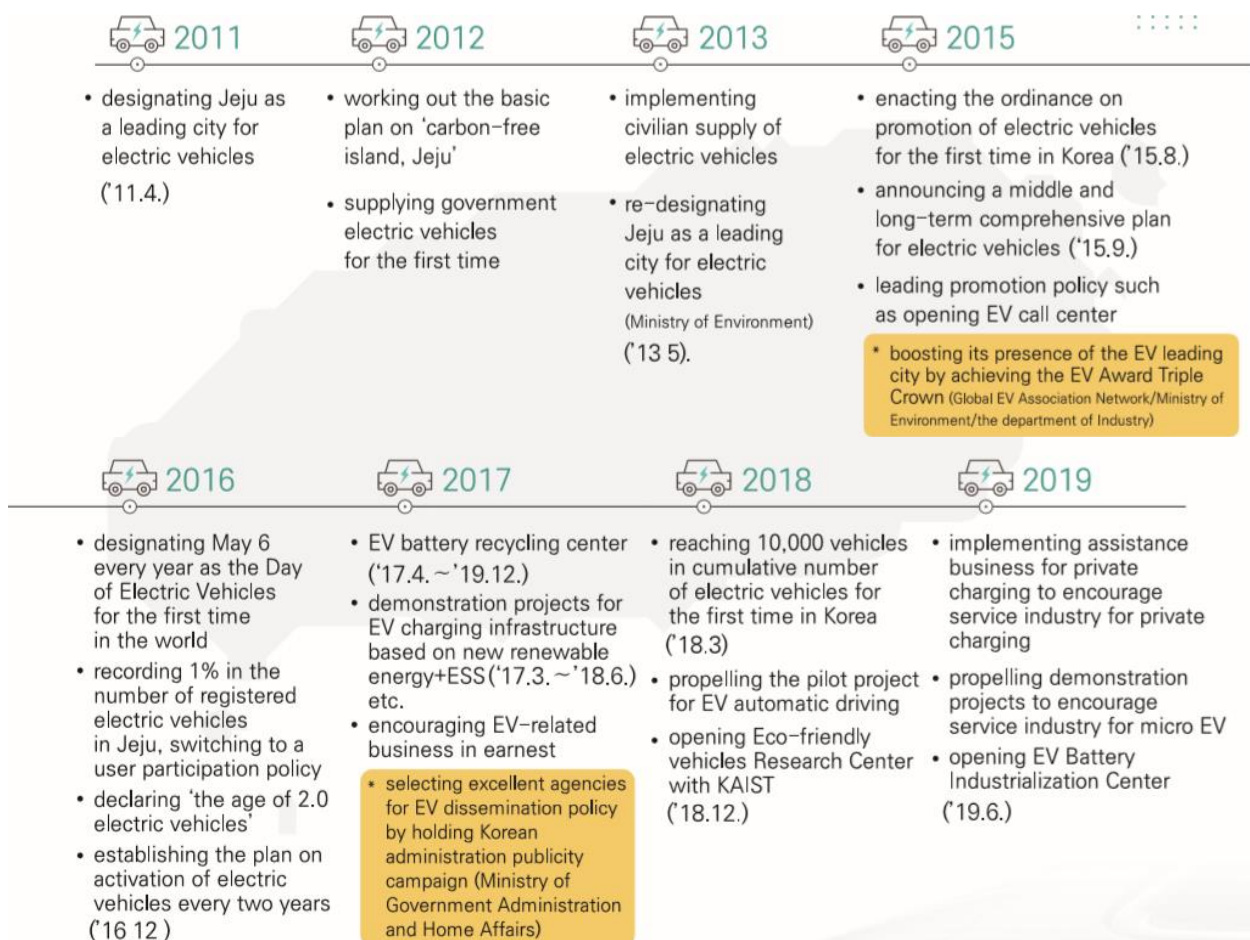 2011
• designating Jeju as
a leading city for
electric vehicles
('11.4.)
2012
• working out the basic
plan on 'carbon-free
island, Jeju'
• supplying government
electric vehicles
for the first time
2013
• implementing
civilian supply of
electric vehicles
• re-designating
Jeju as a leading
city for electric
vehicles
(Ministry of Environment)
('13 5).
2015
• enacting the ordinance on
promotion of electric vehicles
for the first time in Korea ('15.8.)
• announcing a middle and
long-term comprehensive plan
for electric vehicles ('15.9.)
• leading promotion policy such
as opening EV call center
* boosting its presence of the EV leading
city by achieving the EV Award Triple
Crown (Global EV Association Network/Ministry of
Environment/the department of Industry)
2016
• designating May 6
every year as the Day
of Electric Vehicles
for the first time
in the world
• recording 1% in the
number of registered
electric vehicles
in Jeju, switching to a
user participation policy
• declaring 'the age of 2.0
electric vehicles'
• establishing the plan on
activation of electric
vehicles every two years
('16 12 )
2017
• EV battery recycling center
('17.4.~'19.12.)
• demonstration projects for
EV charging infrastructure
based on new renewable
energy+ESS('17.3.~'18.6.)
etc.
• encouraging EV-related
business in earnest
* selecting excellent agencies
for EV dissemination policy
by holding Korean
administration publicity
campaign (Ministry of
Government Administration
and Home Affairs)
2018
• reaching 10,000 vehicles
in cumulative number
of electric vehicles for
the first time in Korea
('18.3)
• propelling the pilot project
for EV automatic driving
• opening Eco-friendly
vehicles Research Center
with KAIST
('18.12.)
2019
• implementing assistance
business for private
charging to encourage
service industry for private
charging
• propelling demonstration
projects to encourage
service industry for micro EV
• opening EV Battery
Industrialization Center
('19.6.)